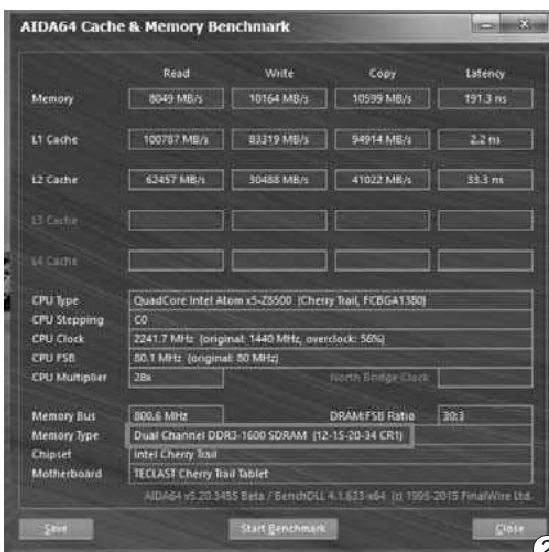 AIDA64 Cache & Memory Benchmark
Read Write Copy Latency
Memory 8049 MB/s 10164 MB/s 10599 MB/s 191.3 ns
L1 Cache 100787 MB/s 83219 MB/s 94914 MB/s 2.2 ns
L2 Cache 62457 MB/s 30488 MB/s 41022 MB/s 33.3 ns
L3 Cache
L4 Cache
CPU Type QuadCore Intel Atom x5-Z8500 (Cherry Trail, FCBGA1380)
CPU Stepping C0
CPU Clock 2241.7 MHz (original: 1440 MHz, overclock: 56%)
CPU FSB 80.1 MHz (original: 80 MHz)
CPU Multiplier 28x North Bridge Clock
Memory Bus 800.6 MHz DRAM:FSB Ratio 30:3
Memory Type Dual Channel DDR3-1600 SDRAM (12-15-20-34 CR1)
Chipset Intel Cherry Trail
Motherboard TECLAST Cherry Trail Tablet
AIDA64 v5.20.3455 Beta / BenchDLL 4.1.633-x64 (c) 1995-2015 FinalWire Ltd.
Save Start Benchmark Close